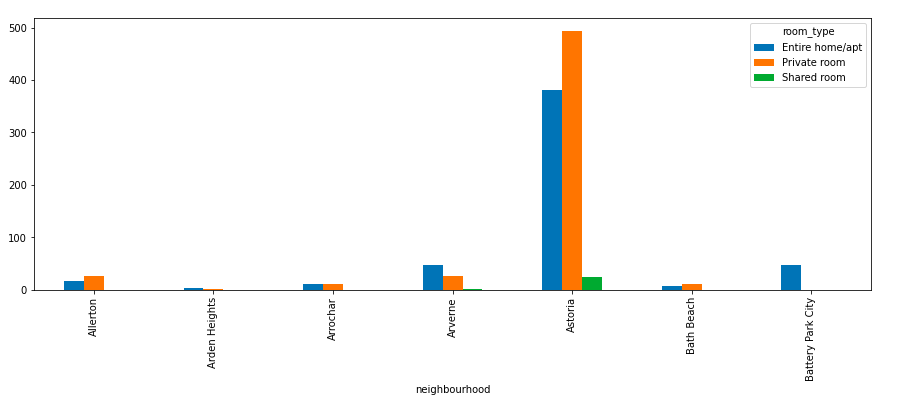 500
400
300
200
100
0
room_type
Entire home/apt
Private room
Shared room
Allerton
Arden Heights
Arrochar
Arverne
Astoria
Bath Beach
Battery Park City
neighbourhood